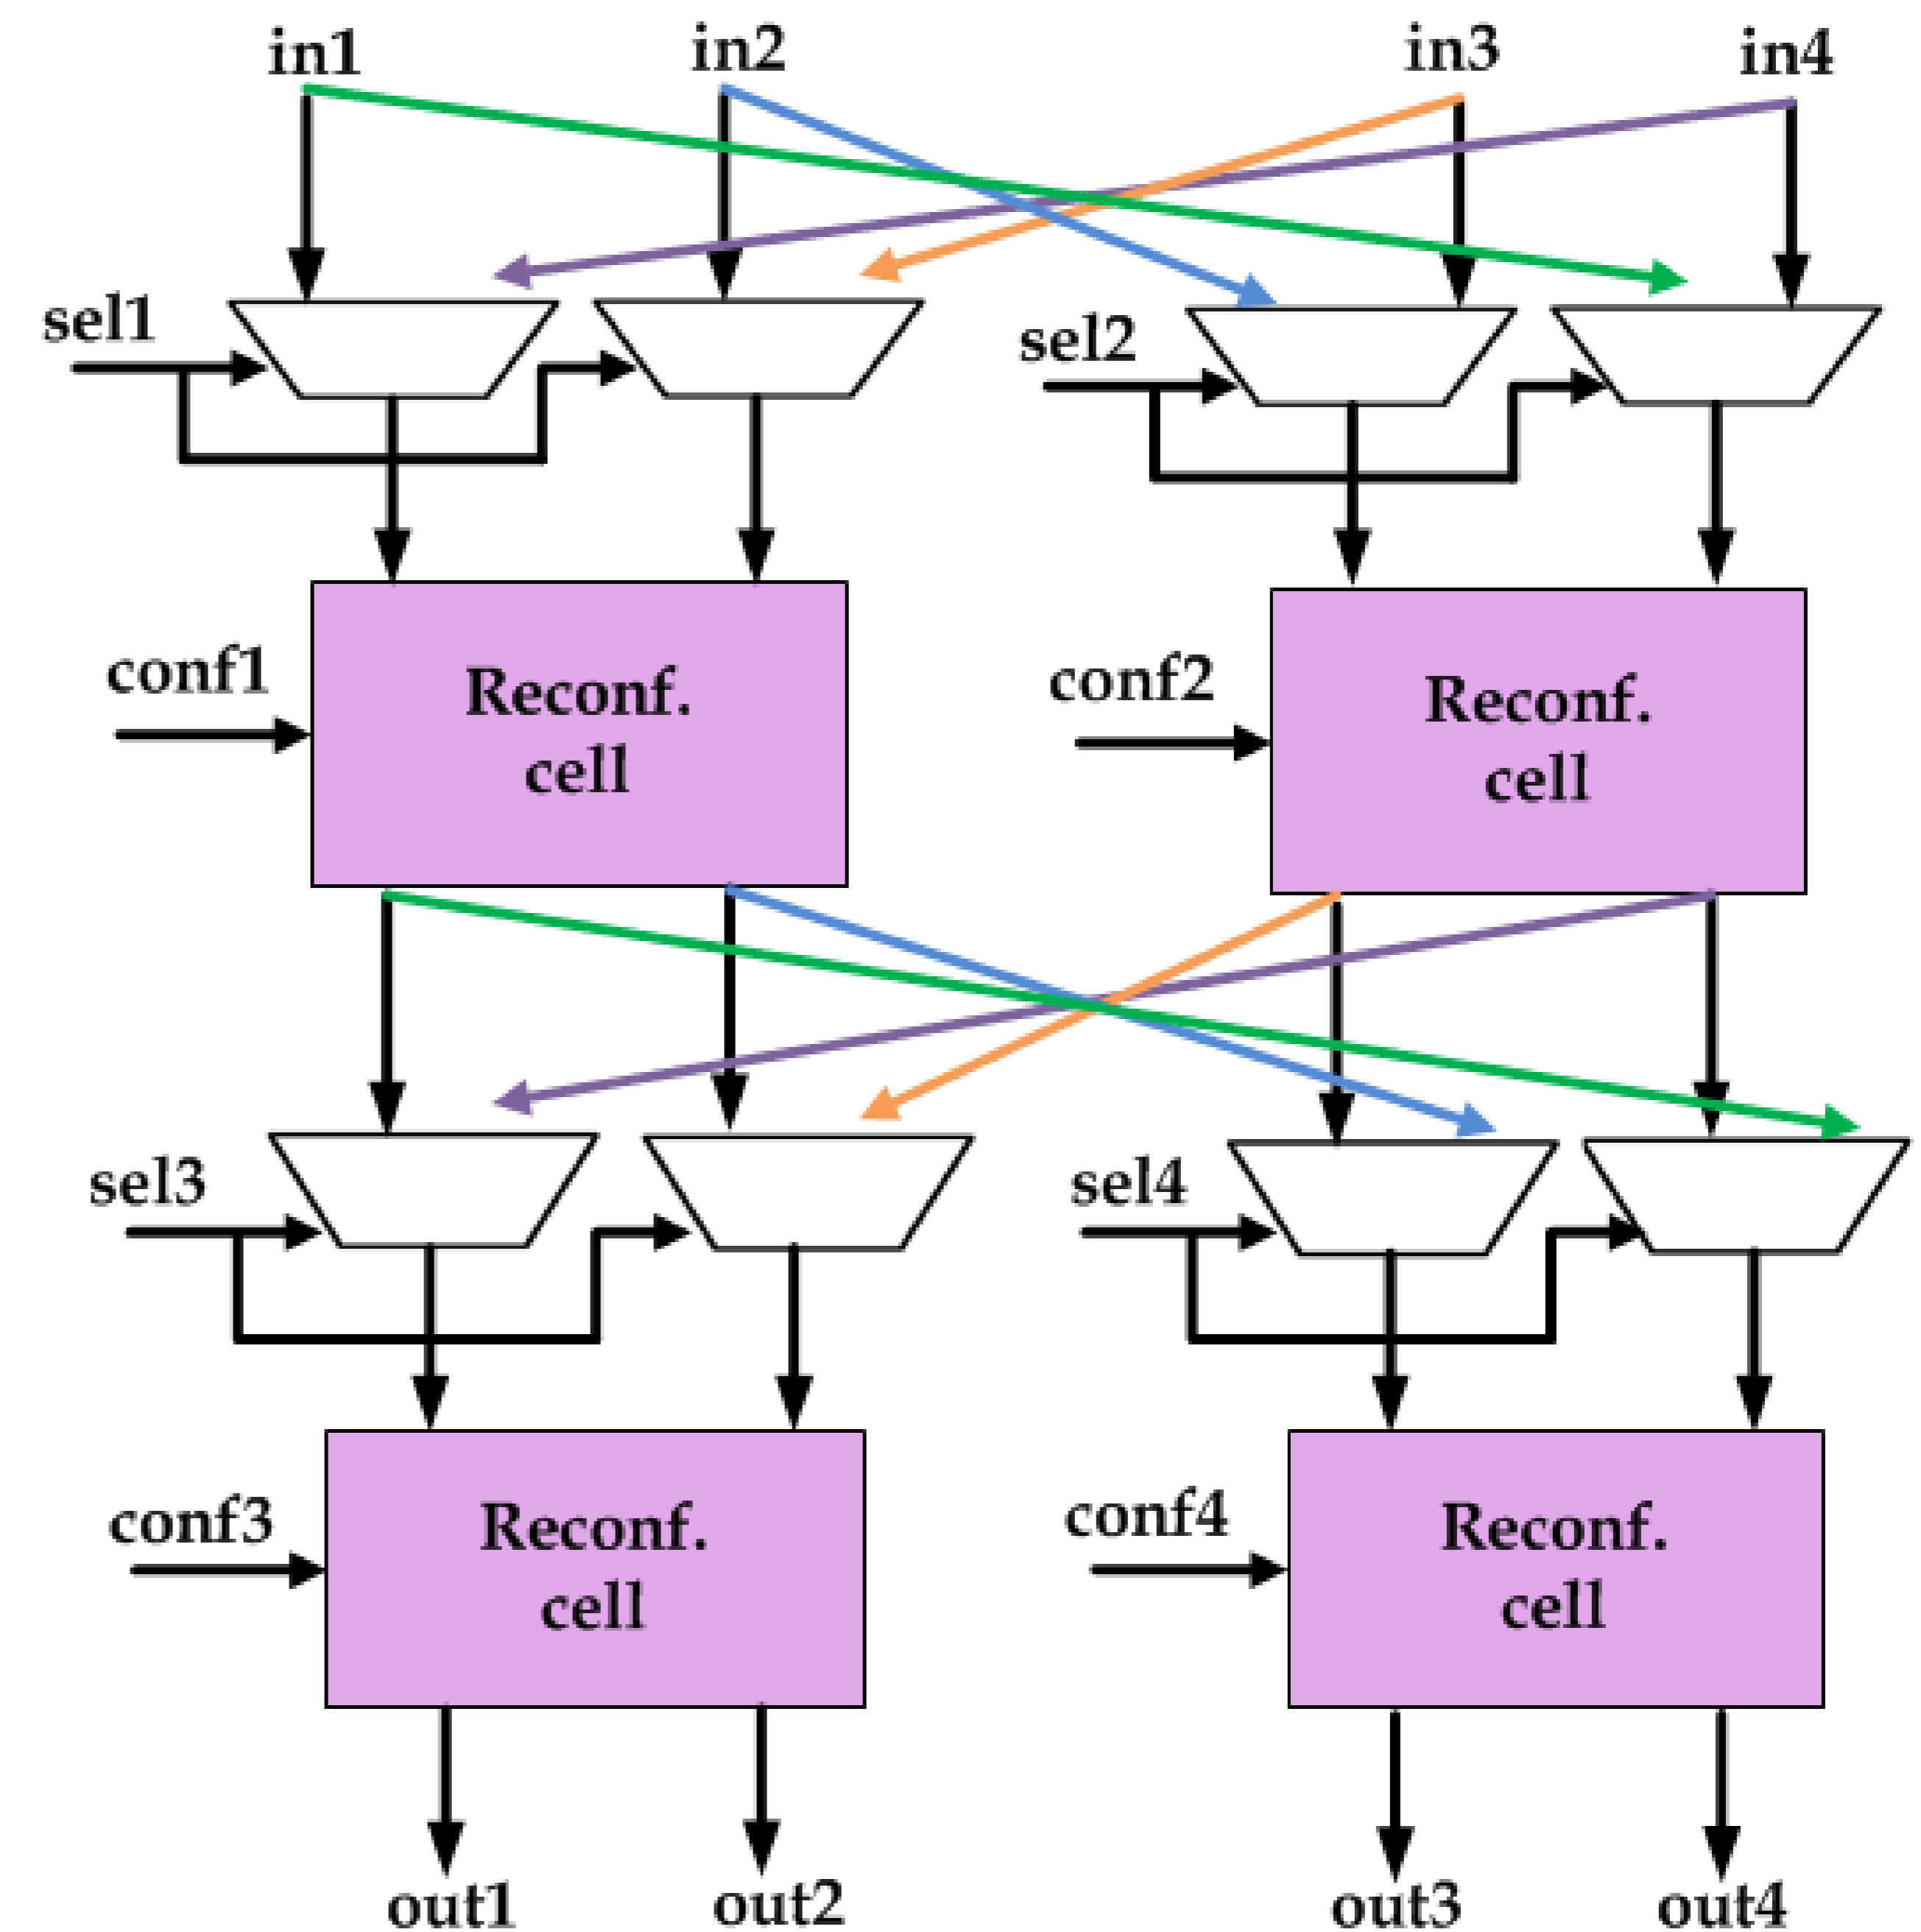 in1
in2
in3
in4
sel1
sel2
conf1
Reconf.
cell
conf2
Reconf.
cell
sel3
sel4
conf3
Reconf.
cell
conf4
Reconf.
cell
out1
out2
out3
out4